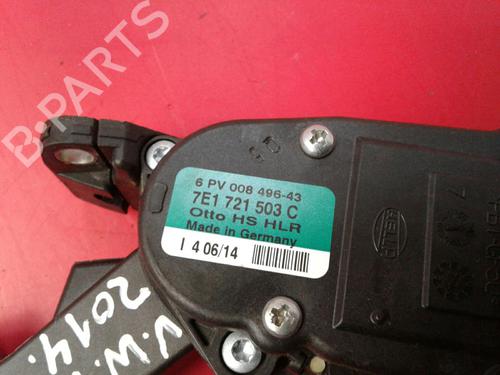 B-PARTS
6 PV 008 496-43
7E1 721 503 C
Otto HS HLR
Made in Germany
I 4 06/14
HELLA
V.W.
2014.